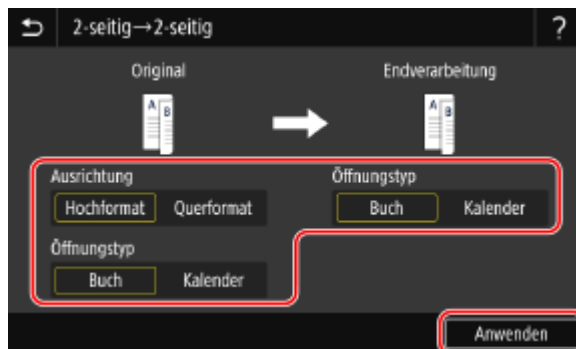 2-seitig→2-seitig ?
Original Endverarbeitung
A B A B
Ausrichtung Öffnungstyp
Hochformat Querformat Buch Kalender
Öffnungstyp
Buch Kalender
Anwenden